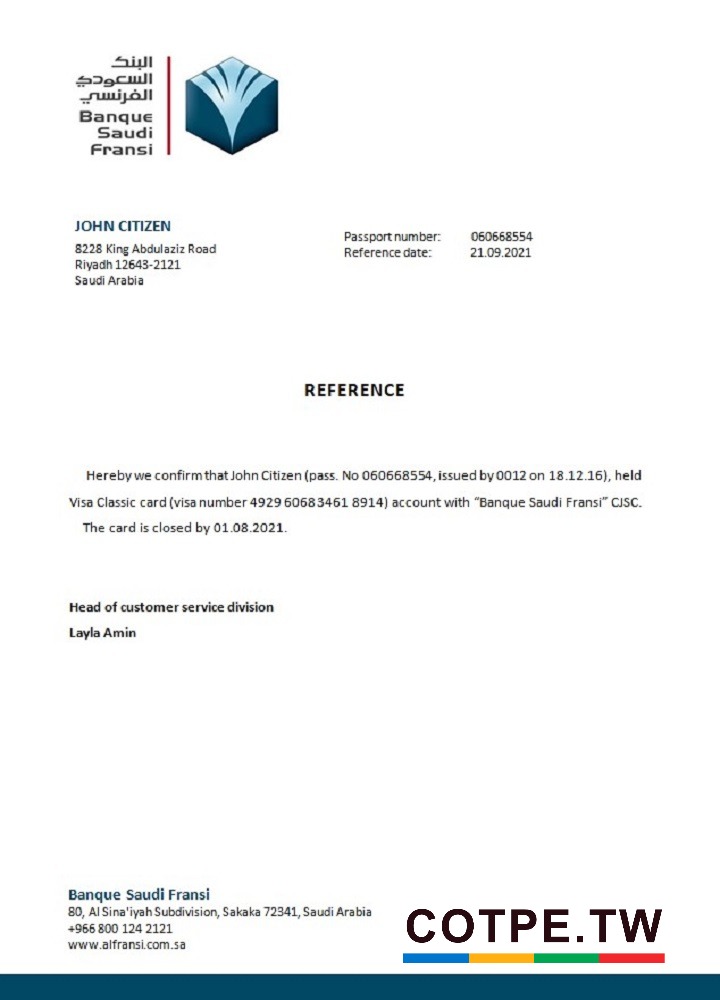 البنك
السعودي
الفرنسي
Banque
Saudi
Fransi
JOHN CITIZEN
8228 King Abdulaziz Road
Riyadh 12643-2121
Saudi Arabia
Passport number: 060668554
Reference date: 21.09.2021
REFERENCE
Hereby we confirm that John Citizen (pass. No 060668554, issued by 0012 on 18.12.16), held
Visa Classic card (visa number 4929 6068 3461 8914) account with “Banque Saudi Fransi” CJSC.
The card is closed by 01.08.2021.
Head of customer service division
Layla Amin
Banque Saudi Fransi
80, Al Sina'iyah Subdivision, Sakaka 72341, Saudi Arabia
+966 800 124 2121
www.alfransi.com.sa
COTPE.TW